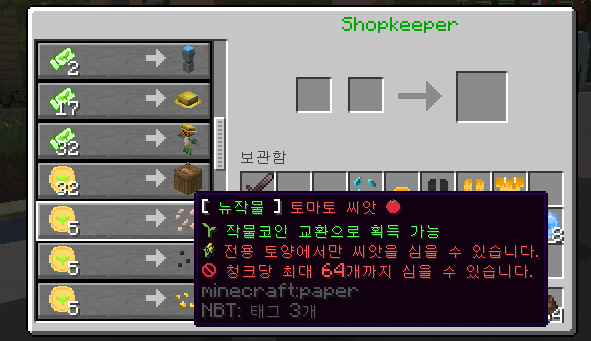 Shopkeeper
2
17
32
보관함
32
[ 뉴작물 ] 토마토 씨앗
작물코인 교환으로 획득 가능
5
전용 토양에서만 씨앗을 심을 수 있습니다.
8
청크당 최대 64개까지 심을 수 있습니다.
5
minecraft:paper
5
NBT: 태그 3개